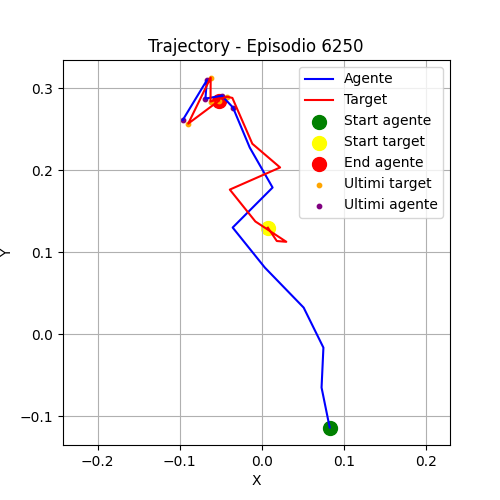 Trajectory - Episodio 6250
Agente
Target
Start agente
Start target
End agente
Ultimi target
Ultimi agente
Y
0.3
0.2
0.1
0.0
−0.1
−0.2 −0.1 0.0 0.1 0.2
X